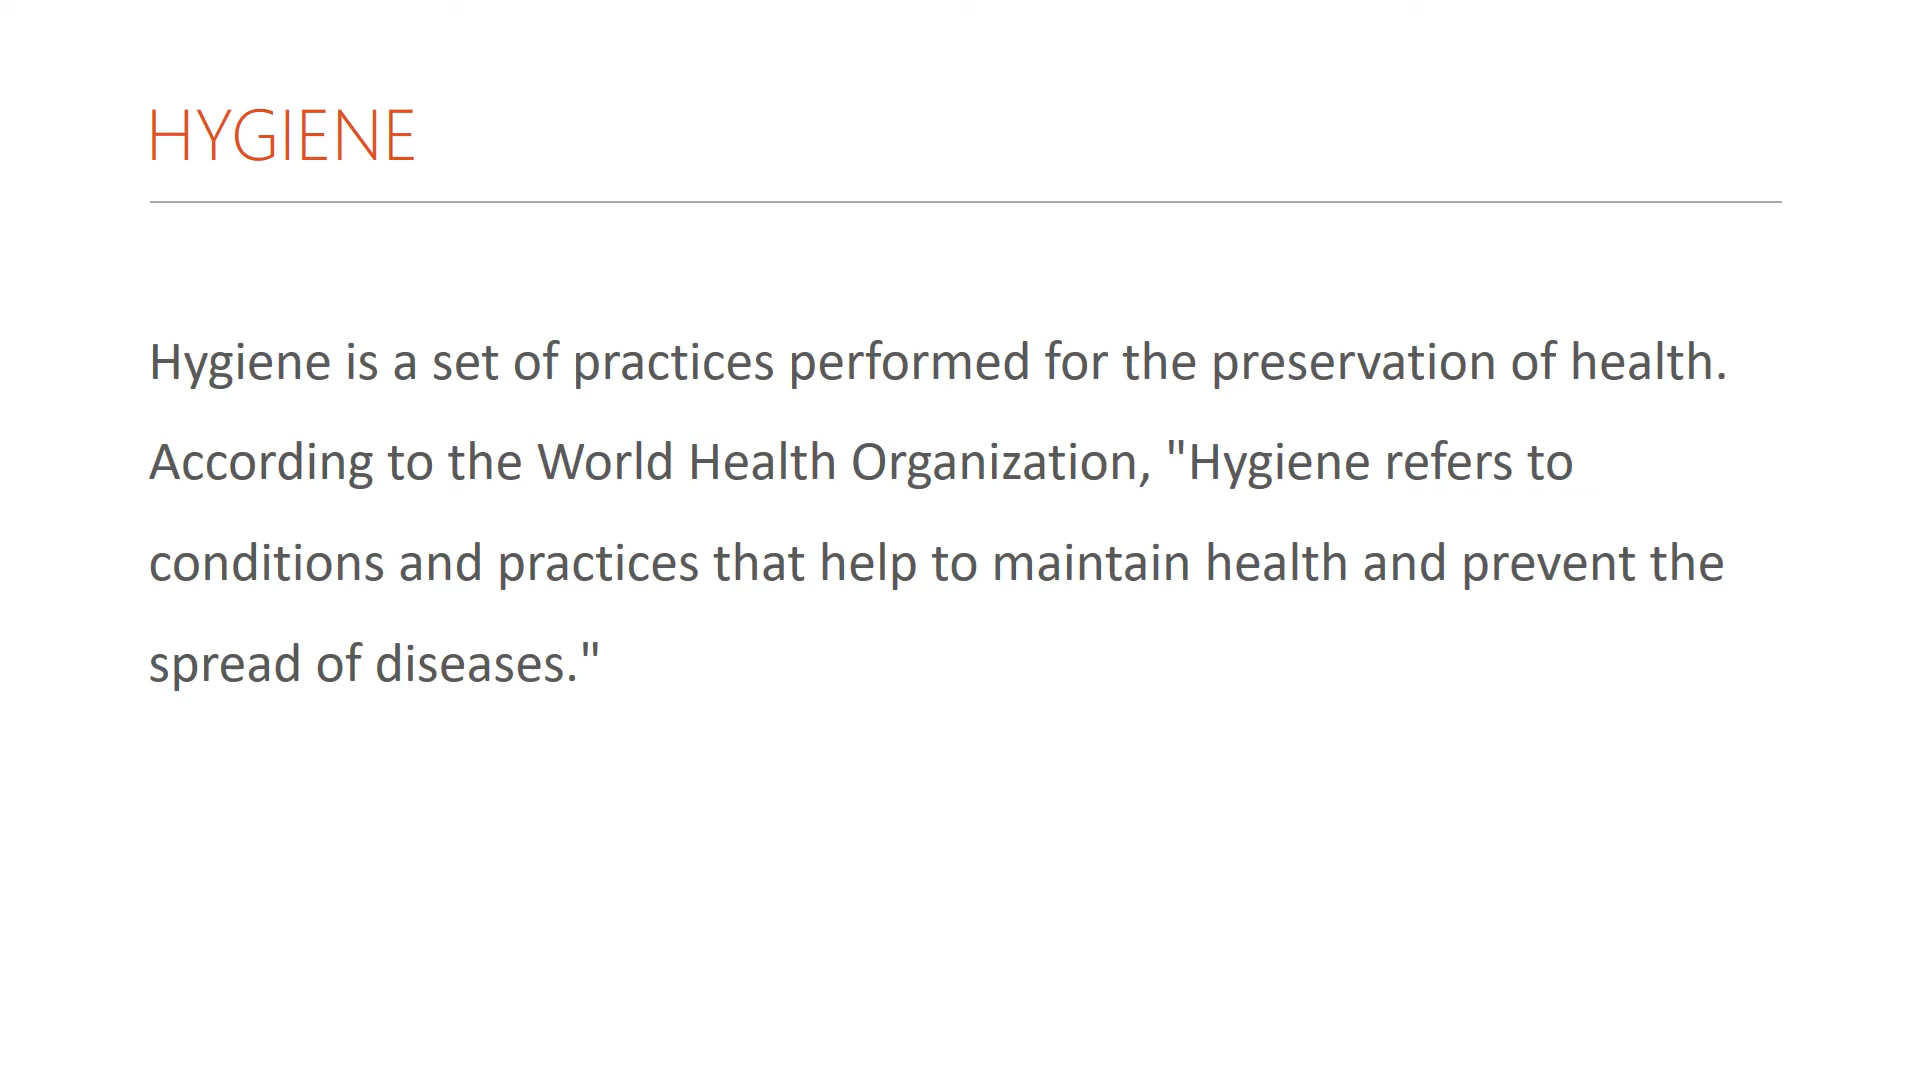 HYGIENE
Hygiene is a set of practices performed for the preservation of health.
According to the World Health Organization, "Hygiene refers to
conditions and practices that help to maintain health and prevent the
spread of diseases."